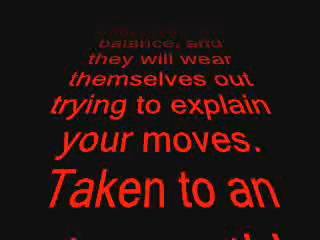 balance, and
they will wear
themselves out
trying to explain
your moves.
Taken to an